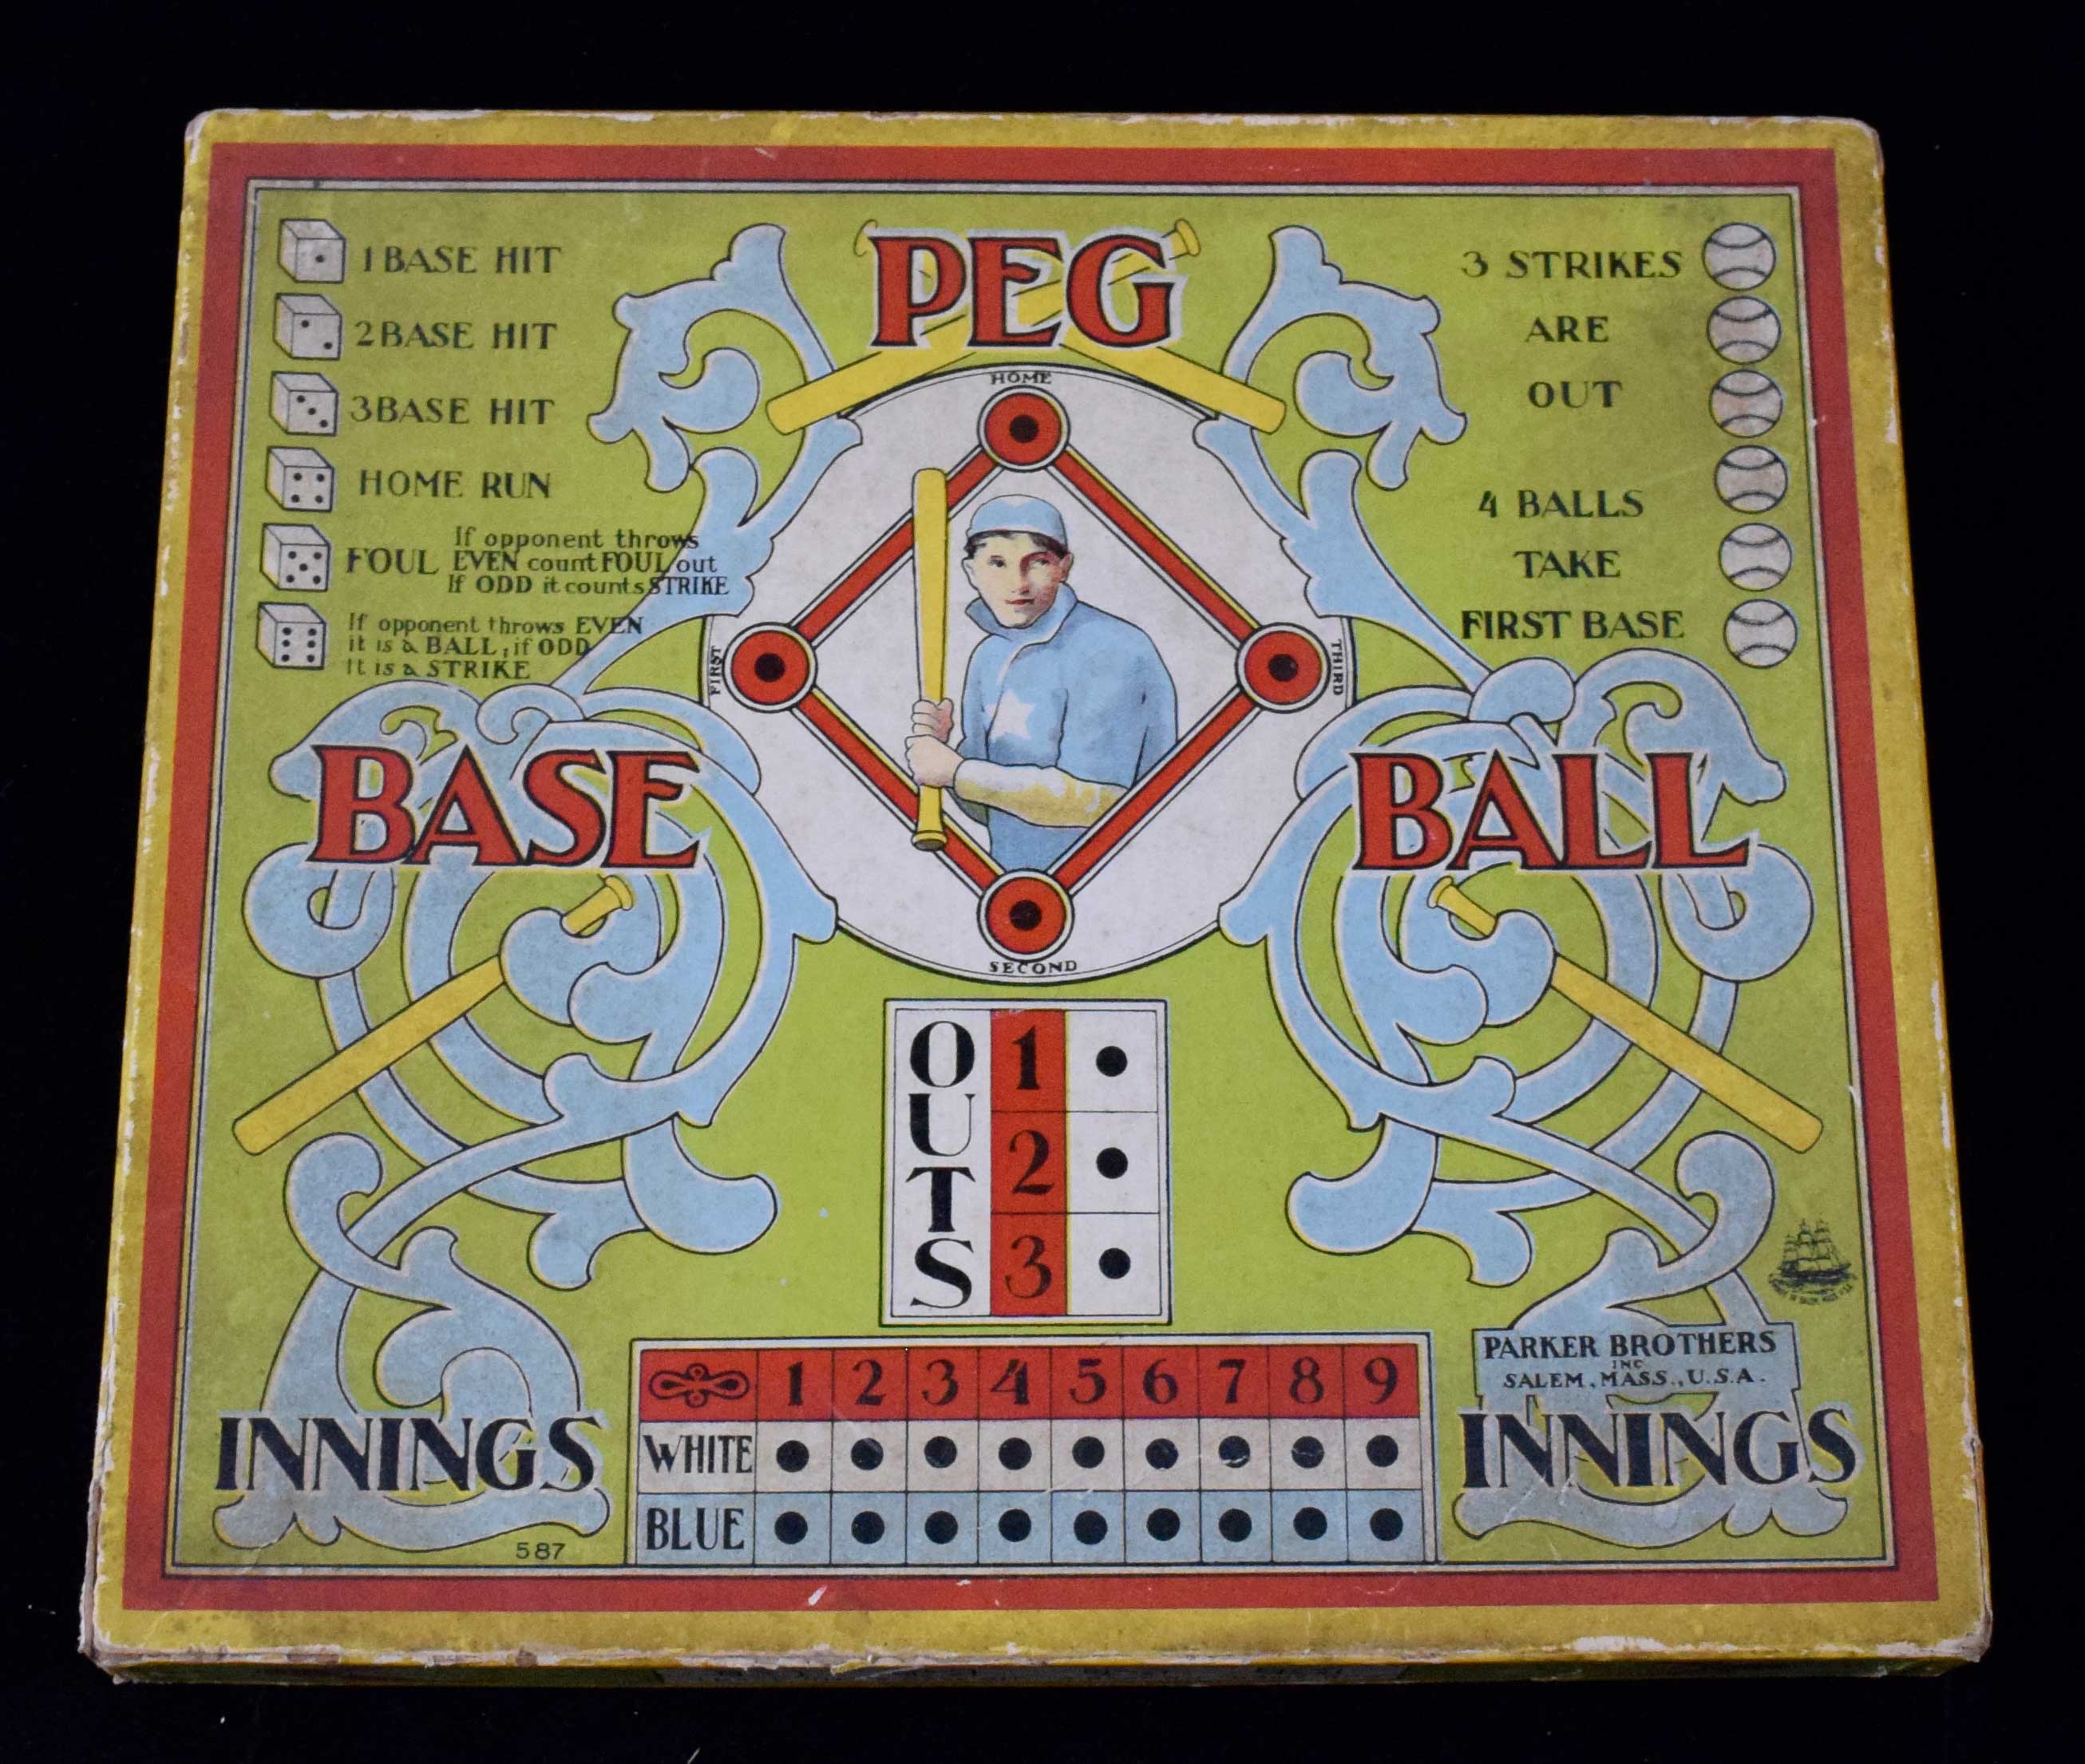 PEG
1 BASE HIT
2 BASE HIT
3 BASE HIT
HOME RUN
FOUL
If opponent throws
EVEN count FOUL out
If ODD it counts STRIKE
If opponent throws EVEN
it is a BALL, if ODD
It is a STRIKE
3 STRIKES
ARE
OUT
4 BALLS
TAKE
FIRST BASE
HOME
FIRST
THIRD
SECOND
BASE
BALL
OUTS
1
2
3
PARKER BROTHERS
INC
SALEM, MASS., U.S.A.
INNINGS
1 2 3 4 5 6 7 8 9
WHITE
BLUE
INNINGS
587